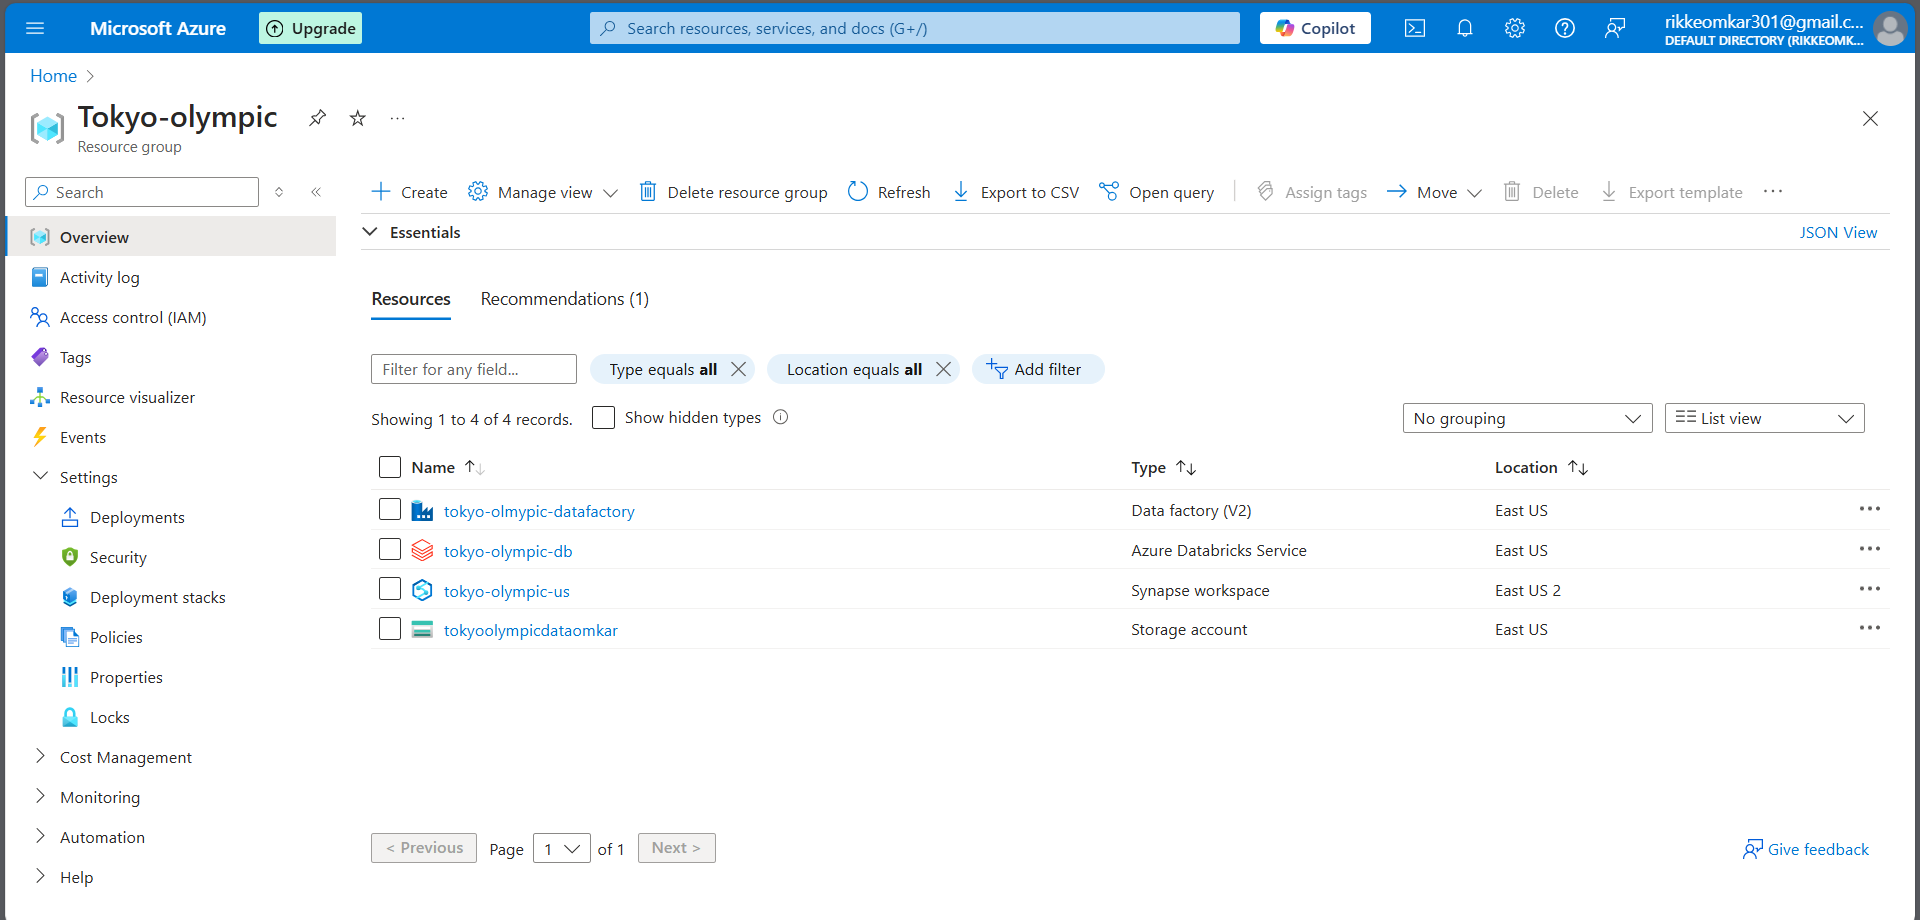 Microsoft Azure
Upgrade
Search resources, services, and docs (G+/)
Copilot
rikkeomkar301@gmail.c...
DEFAULT DIRECTORY (RIKKEOMK...
Home
Tokyo-olympic
Resource group
Search
Create
Manage view
Delete resource group
Refresh
Export to CSV
Open query
Assign tags
Move
Delete
Export template
Overview
Activity log
Access control (IAM)
Tags
Resource visualizer
Events
Settings
Deployments
Security
Deployment stacks
Policies
Properties
Locks
Cost Management
Monitoring
Automation
Help
Essentials
JSON View
Resources
Recommendations (1)
Filter for any field...
Type equals all
Location equals all
Add filter
Showing 1 to 4 of 4 records.
Show hidden types
No grouping
List view
Name Type Location
tokyo-olmypic-datafactory Data factory (V2) East US
tokyo-olympic-db Azure Databricks Service East US
tokyo-olympic-us Synapse workspace East US 2
tokyoolympicdataomkar Storage account East US
< Previous Page 1 of 1 Next >
Give feedback